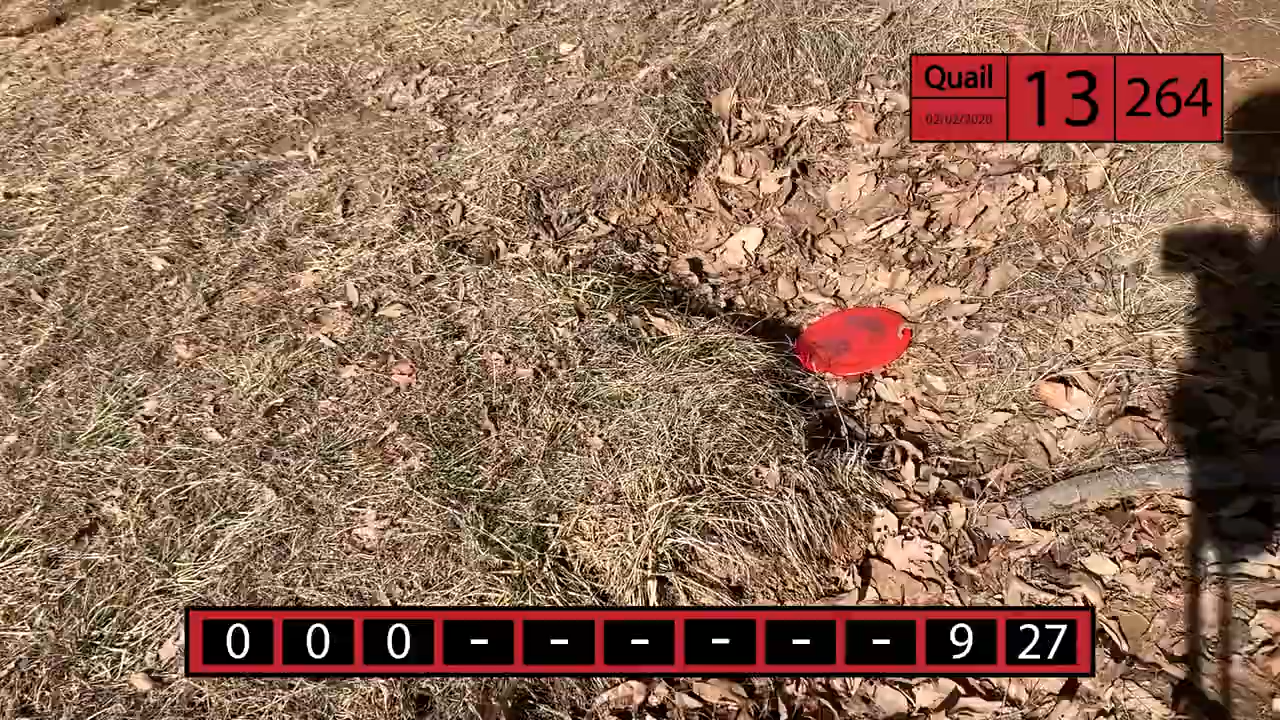 Quail
02/02/2020
13
264
0 0 0 - - - - - - 9 27